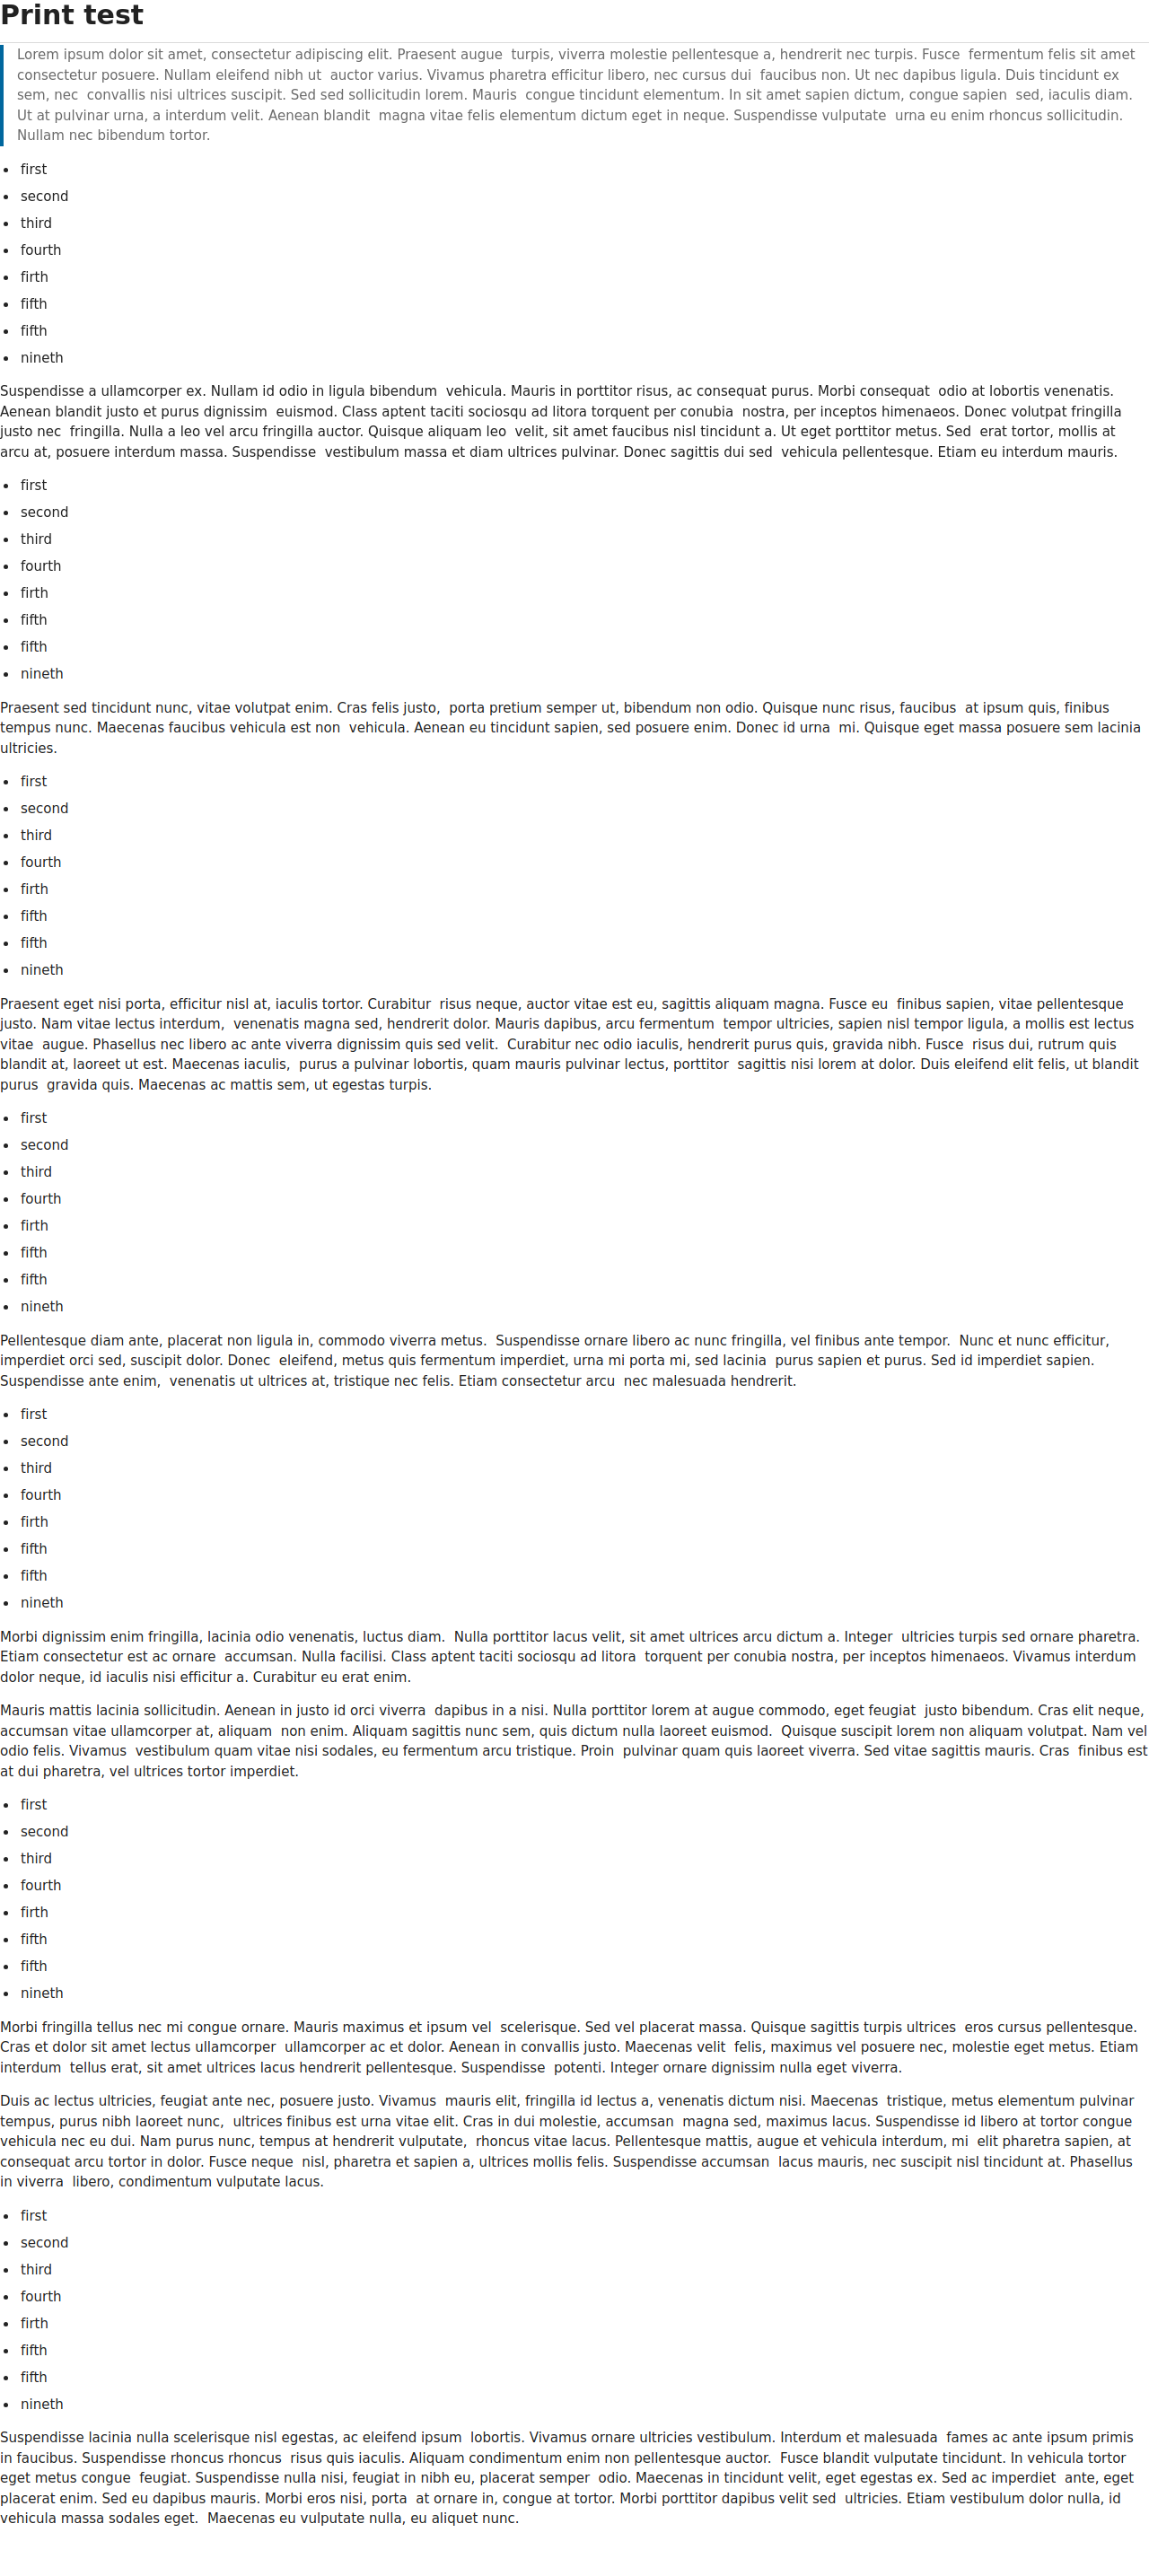 Print test
Lorem ipsum dolor sit amet, consectetur adipiscing elit. Praesent augue  turpis, viverra molestie pellentesque a, hendrerit nec turpis. Fusce  fermentum felis sit amet
consectetur posuere. Nullam eleifend nibh ut  auctor varius. Vivamus pharetra efficitur libero, nec cursus dui  faucibus non. Ut nec dapibus ligula. Duis tincidunt ex
sem, nec  convallis nisi ultrices suscipit. Sed sed sollicitudin lorem. Mauris  congue tincidunt elementum. In sit amet sapien dictum, congue sapien  sed, iaculis diam.
Ut at pulvinar urna, a interdum velit. Aenean blandit  magna vitae felis elementum dictum eget in neque. Suspendisse vulputate  urna eu enim rhoncus sollicitudin.
Nullam nec bibendum tortor.
• first
• second
• third
• fourth
• firth
• fifth
• fifth
• nineth
Suspendisse a ullamcorper ex. Nullam id odio in ligula bibendum  vehicula. Mauris in porttitor risus, ac consequat purus. Morbi consequat  odio at lobortis venenatis.
Aenean blandit justo et purus dignissim  euismod. Class aptent taciti sociosqu ad litora torquent per conubia  nostra, per inceptos himenaeos. Donec volutpat fringilla
justo nec  fringilla. Nulla a leo vel arcu fringilla auctor. Quisque aliquam leo  velit, sit amet faucibus nisl tincidunt a. Ut eget porttitor metus. Sed  erat tortor, mollis at
arcu at, posuere interdum massa. Suspendisse  vestibulum massa et diam ultrices pulvinar. Donec sagittis dui sed  vehicula pellentesque. Etiam eu interdum mauris.
• first
• second
• third
• fourth
• firth
• fifth
• fifth
• nineth
Praesent sed tincidunt nunc, vitae volutpat enim. Cras felis justo,  porta pretium semper ut, bibendum non odio. Quisque nunc risus, faucibus  at ipsum quis, finibus
tempus nunc. Maecenas faucibus vehicula est non  vehicula. Aenean eu tincidunt sapien, sed posuere enim. Donec id urna  mi. Quisque eget massa posuere sem lacinia
ultricies.
• first
• second
• third
• fourth
• firth
• fifth
• fifth
• nineth
Praesent eget nisi porta, efficitur nisl at, iaculis tortor. Curabitur  risus neque, auctor vitae est eu, sagittis aliquam magna. Fusce eu  finibus sapien, vitae pellentesque
justo. Nam vitae lectus interdum,  venenatis magna sed, hendrerit dolor. Mauris dapibus, arcu fermentum  tempor ultricies, sapien nisl tempor ligula, a mollis est lectus
vitae  augue. Phasellus nec libero ac ante viverra dignissim quis sed velit.  Curabitur nec odio iaculis, hendrerit purus quis, gravida nibh. Fusce  risus dui, rutrum quis
blandit at, laoreet ut est. Maecenas iaculis,  purus a pulvinar lobortis, quam mauris pulvinar lectus, porttitor  sagittis nisi lorem at dolor. Duis eleifend elit felis, ut blandit
purus  gravida quis. Maecenas ac mattis sem, ut egestas turpis.
• first
• second
• third
• fourth
• firth
• fifth
• fifth
• nineth
Pellentesque diam ante, placerat non ligula in, commodo viverra metus.  Suspendisse ornare libero ac nunc fringilla, vel finibus ante tempor.  Nunc et nunc efficitur,
imperdiet orci sed, suscipit dolor. Donec  eleifend, metus quis fermentum imperdiet, urna mi porta mi, sed lacinia  purus sapien et purus. Sed id imperdiet sapien.
Suspendisse ante enim,  venenatis ut ultrices at, tristique nec felis. Etiam consectetur arcu  nec malesuada hendrerit.
• first
• second
• third
• fourth
• firth
• fifth
• fifth
• nineth
Morbi dignissim enim fringilla, lacinia odio venenatis, luctus diam.  Nulla porttitor lacus velit, sit amet ultrices arcu dictum a. Integer  ultricies turpis sed ornare pharetra.
Etiam consectetur est ac ornare  accumsan. Nulla facilisi. Class aptent taciti sociosqu ad litora  torquent per conubia nostra, per inceptos himenaeos. Vivamus interdum
dolor neque, id iaculis nisi efficitur a. Curabitur eu erat enim.
Mauris mattis lacinia sollicitudin. Aenean in justo id orci viverra  dapibus in a nisi. Nulla porttitor lorem at augue commodo, eget feugiat  justo bibendum. Cras elit neque,
accumsan vitae ullamcorper at, aliquam  non enim. Aliquam sagittis nunc sem, quis dictum nulla laoreet euismod.  Quisque suscipit lorem non aliquam volutpat. Nam vel
odio felis. Vivamus  vestibulum quam vitae nisi sodales, eu fermentum arcu tristique. Proin  pulvinar quam quis laoreet viverra. Sed vitae sagittis mauris. Cras  finibus est
at dui pharetra, vel ultrices tortor imperdiet.
• first
• second
• third
• fourth
• firth
• fifth
• fifth
• nineth
Morbi fringilla tellus nec mi congue ornare. Mauris maximus et ipsum vel  scelerisque. Sed vel placerat massa. Quisque sagittis turpis ultrices  eros cursus pellentesque.
Cras et dolor sit amet lectus ullamcorper  ullamcorper ac et dolor. Aenean in convallis justo. Maecenas velit  felis, maximus vel posuere nec, molestie eget metus. Etiam
interdum  tellus erat, sit amet ultrices lacus hendrerit pellentesque. Suspendisse  potenti. Integer ornare dignissim nulla eget viverra.
Duis ac lectus ultricies, feugiat ante nec, posuere justo. Vivamus  mauris elit, fringilla id lectus a, venenatis dictum nisi. Maecenas  tristique, metus elementum pulvinar
tempus, purus nibh laoreet nunc,  ultrices finibus est urna vitae elit. Cras in dui molestie, accumsan  magna sed, maximus lacus. Suspendisse id libero at tortor congue
vehicula nec eu dui. Nam purus nunc, tempus at hendrerit vulputate,  rhoncus vitae lacus. Pellentesque mattis, augue et vehicula interdum, mi  elit pharetra sapien, at
consequat arcu tortor in dolor. Fusce neque  nisl, pharetra et sapien a, ultrices mollis felis. Suspendisse accumsan  lacus mauris, nec suscipit nisl tincidunt at. Phasellus
in viverra  libero, condimentum vulputate lacus.
• first
• second
• third
• fourth
• firth
• fifth
• fifth
• nineth
Suspendisse lacinia nulla scelerisque nisl egestas, ac eleifend ipsum  lobortis. Vivamus ornare ultricies vestibulum. Interdum et malesuada  fames ac ante ipsum primis
in faucibus. Suspendisse rhoncus rhoncus  risus quis iaculis. Aliquam condimentum enim non pellentesque auctor.  Fusce blandit vulputate tincidunt. In vehicula tortor
eget metus congue  feugiat. Suspendisse nulla nisi, feugiat in nibh eu, placerat semper  odio. Maecenas in tincidunt velit, eget egestas ex. Sed ac imperdiet  ante, eget
placerat enim. Sed eu dapibus mauris. Morbi eros nisi, porta  at ornare in, congue at tortor. Morbi porttitor dapibus velit sed  ultricies. Etiam vestibulum dolor nulla, id
vehicula massa sodales eget.  Maecenas eu vulputate nulla, eu aliquet nunc.